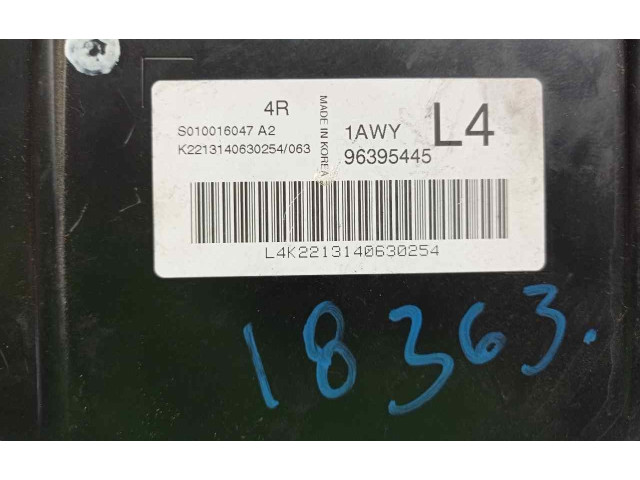 4R
S010016047 A2
K2213140630254/063
MADE IN KOREA
1AWY L4
96395445
L4K2213140630254
18363.